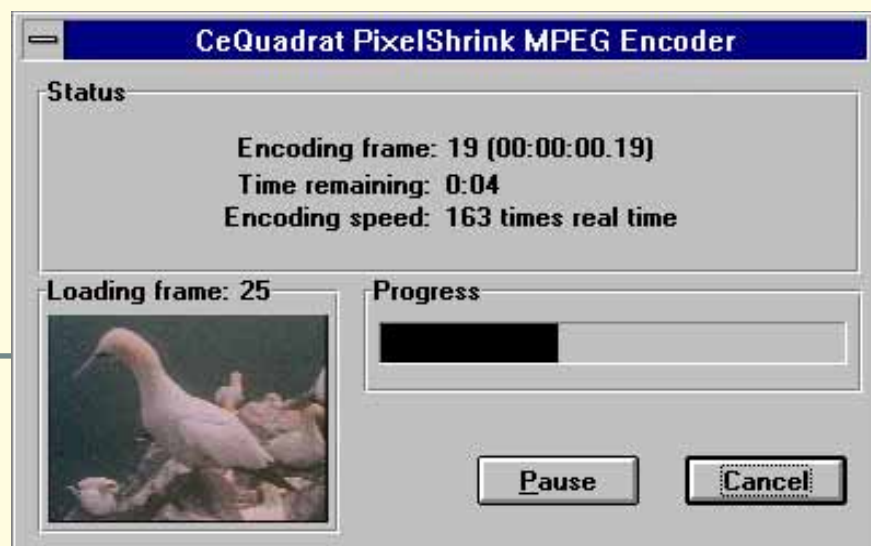 CeQuadrat PixelShrink MPEG Encoder
Status
Encoding frame: 19 (00:00:00.19)
Time remaining: 0:04
Encoding speed: 163 times real time
Loading frame: 25
Progress
Pause
Cancel